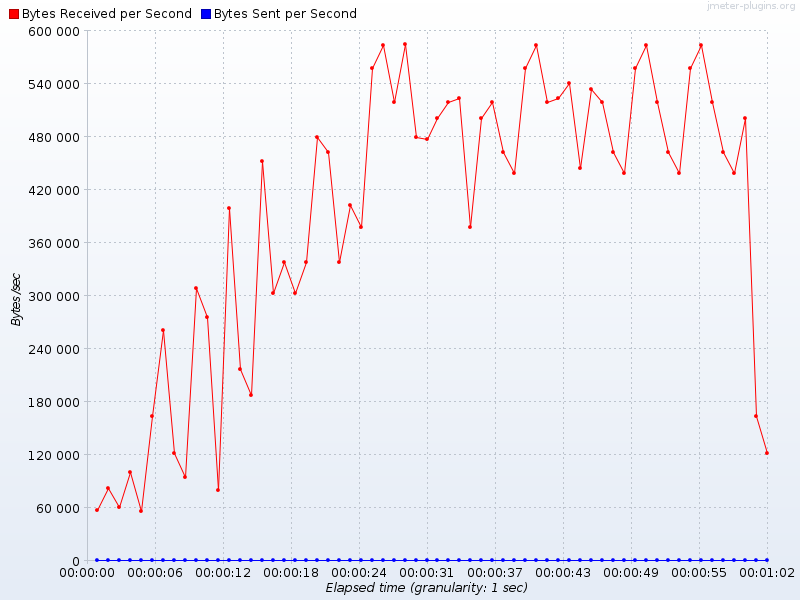 jmeter-plugins.org
Bytes Received per Second Bytes Sent per Second
600 000
540 000
480 000
420 000
360 000
300 000
240 000
180 000
120 000
60 000
0
Bytes /sec
00:00:00 00:00:06 00:00:12 00:00:18 00:00:24 00:00:31 00:00:37 00:00:43 00:00:49 00:00:55 00:01:02
Elapsed time (granularity: 1 sec)